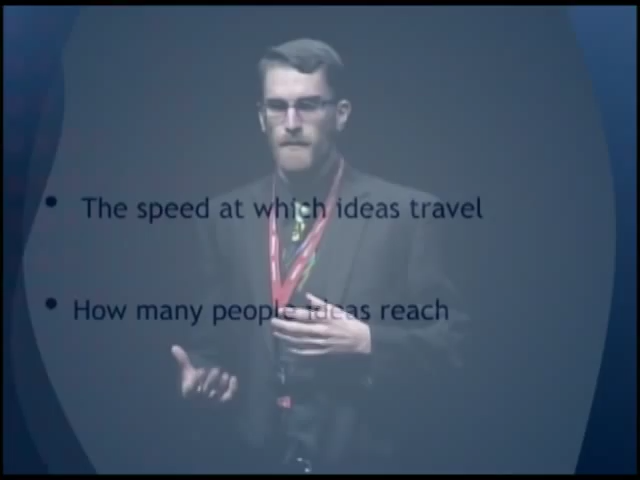 • The speed at which ideas travel
• How many people ideas reach